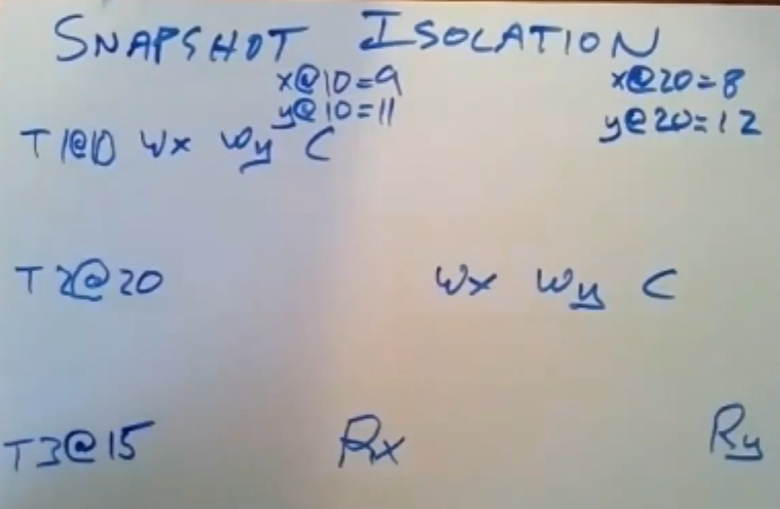 SNAPSHOT ISOLATION
x@10=9 x@20=8
y@10=11 y@20=12
T1@10 Wx Wy C
T2@20 Wx Wy C
T3@15 Rx Ry